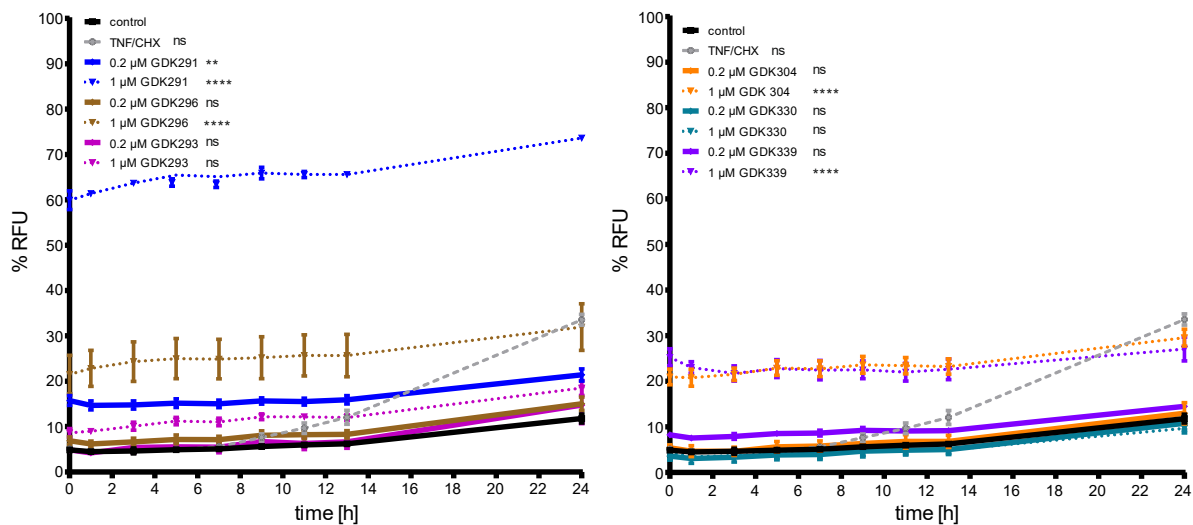 control
TNF/CHX ns
0.2 µM GDK291 **
1 µM GDK291 ****
0.2 µM GDK296 ns
1 µM GDK296 ****
0.2 µM GDK293 ns
1 µM GDK293 ns
100
90
80
70
60
50
40
30
20
10
0
% RFU
0 2 4 6 8 10 12 14 16 18 20 22 24
time [h]
control
TNF/CHX ns
0.2 µM GDK304 ns
1 µM GDK 304 ****
0.2 µM GDK330 ns
1 µM GDK330 ns
0.2 µM GDK339 ns
1 µM GDK339 ****
100
90
80
70
60
50
40
30
20
10
0
% RFU
0 2 4 6 8 10 12 14 16 18 20 22 24
time [h]